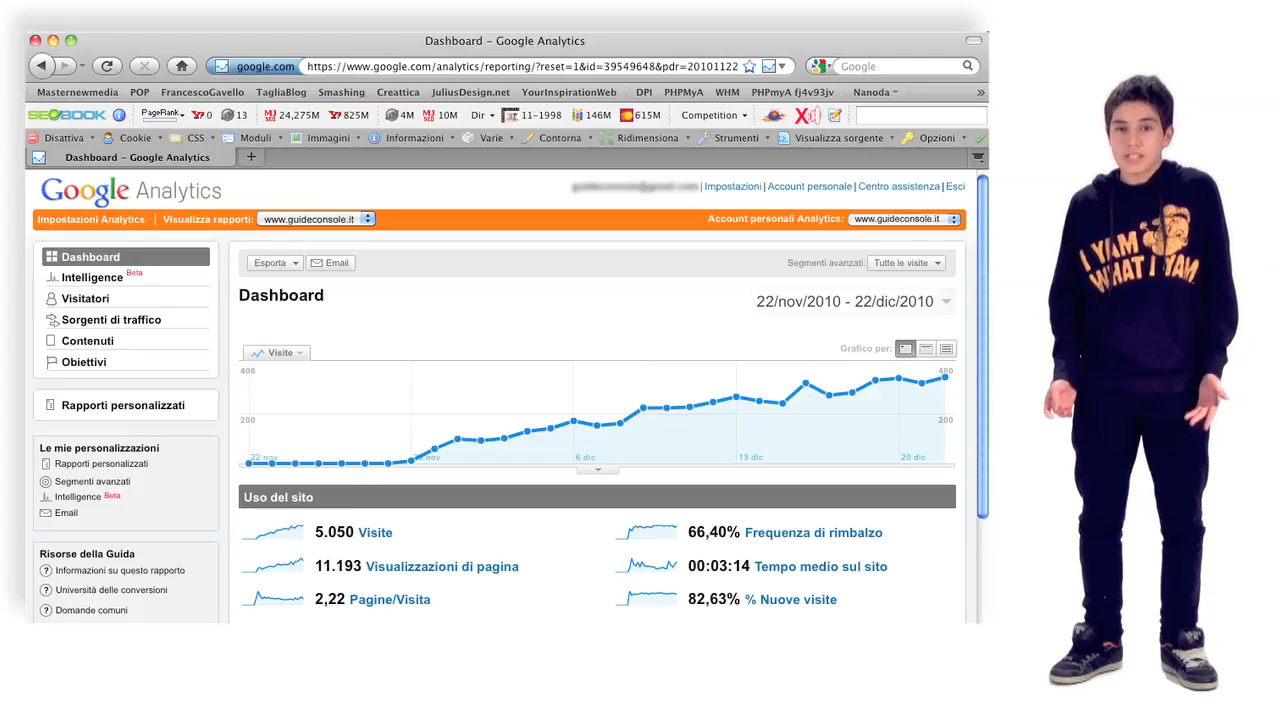 Dashboard – Google Analytics
google.com https://www.google.com/analytics/reporting/?reset=1&id=39549648&pdr=20101122 Google
Masternewmedia POP FrancescoGavello TagliaBlog Smashing Creattica JuliusDesign.net YourInspirationWeb DPI PHPMyA WHM PHPmyA fj4v93jv Nanoda »
SEOBOOK PageRank 0 13 24,275M 825M 4M 10M Dir 11-1998 146M 615M Competition
Disattiva Cookie CSS Moduli Immagini Informazioni Varie Contorna Ridimensiona Strumenti Visualizza sorgente Opzioni
Dashboard – Google Analytics
Google Analytics
Impostazioni | Account personale | Centro assistenza | Esci
Impostazioni Analytics | Visualizza rapporti: www.guideconsole.it Account personali Analytics: www.guideconsole.it
Dashboard
Intelligence Beta
Visitatori
Sorgenti di traffico
Contenuti
Obiettivi
Rapporti personalizzati
Le mie personalizzazioni
Rapporti personalizzati
Segmenti avanzati
Intelligence Beta
Email
Risorse della Guida
Informazioni su questo rapporto
Università delle conversioni
Domande comuni
Esporta Email Segmenti avanzati: Tutte le visite
Dashboard
22/nov/2010 - 22/dic/2010
Visite Grafico per:
400 400
200 200
22 nov nov 6 dic 13 dic 20 dic
Uso del sito
5.050 Visite 66,40% Frequenza di rimbalzo
11.193 Visualizzazioni di pagina 00:03:14 Tempo medio sul sito
2,22 Pagine/Visita 82,63% % Nuove visite
I YAM
WHAT I YAM.